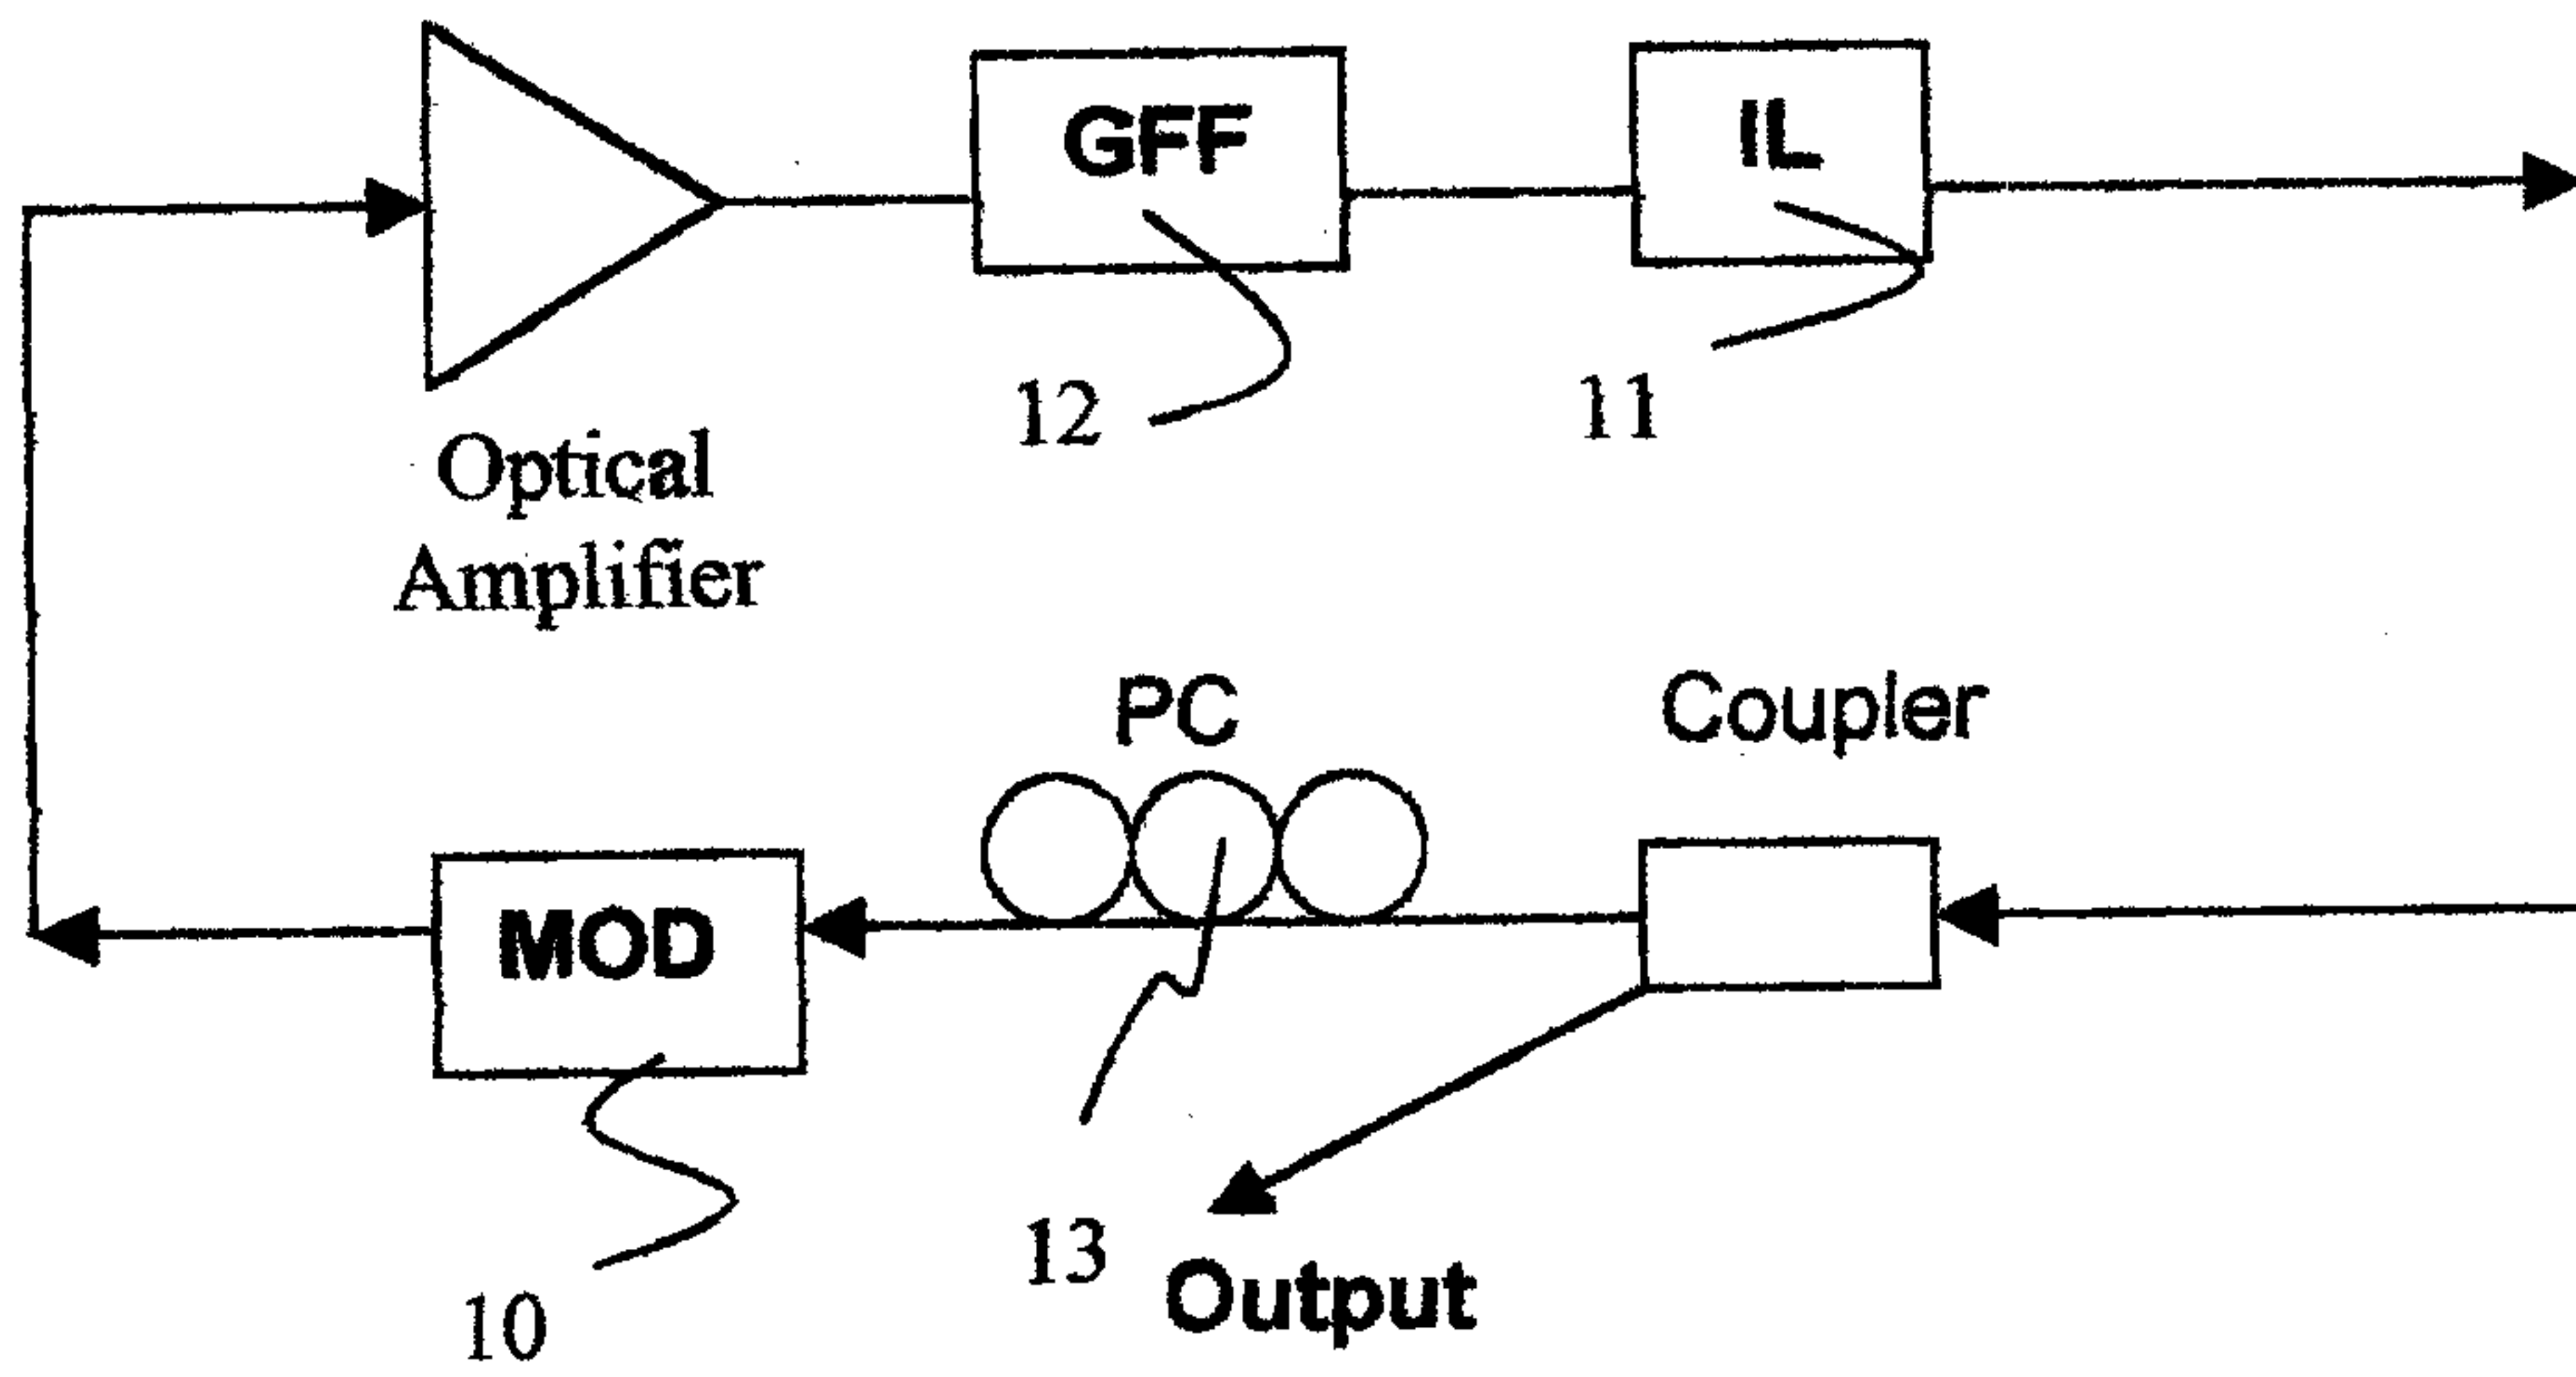 GFF
IL
12
11
Optical
Amplifier
PC
Coupler
MOD
13
Output
10